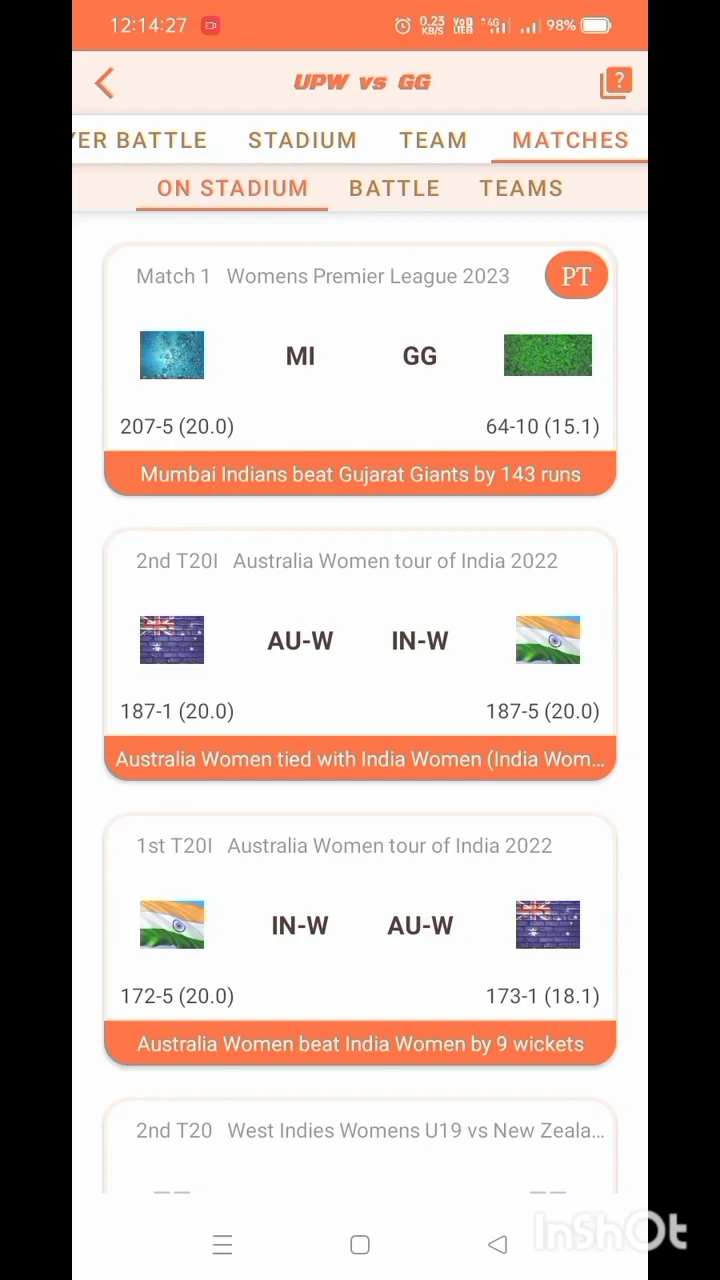 12:14:27 0.23 KB/S VoD LTE 4G 98%
UPW vs GG ?
ER BATTLE STADIUM TEAM MATCHES
ON STADIUM BATTLE TEAMS
Match 1 Womens Premier League 2023 PT
MI GG
207-5 (20.0) 64-10 (15.1)
Mumbai Indians beat Gujarat Giants by 143 runs
2nd T20I Australia Women tour of India 2022
AU-W IN-W
187-1 (20.0) 187-5 (20.0)
Australia Women tied with India Women (India Wom...
1st T20I Australia Women tour of India 2022
IN-W AU-W
172-5 (20.0) 173-1 (18.1)
Australia Women beat India Women by 9 wickets
2nd T20 West Indies Womens U19 vs New Zeala...
InShOt